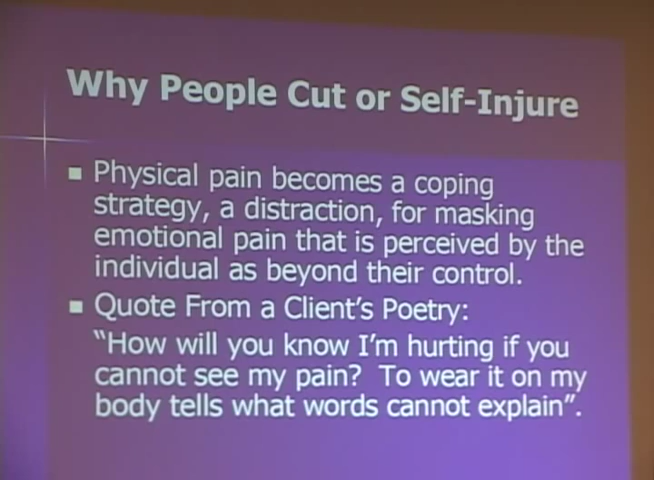 Why People Cut or Self-Injure
Physical pain becomes a coping
strategy, a distraction, for masking
emotional pain that is perceived by the
individual as beyond their control.
Quote From a Client's Poetry:
"How will you know I'm hurting if you
cannot see my pain?  To wear it on my
body tells what words cannot explain".